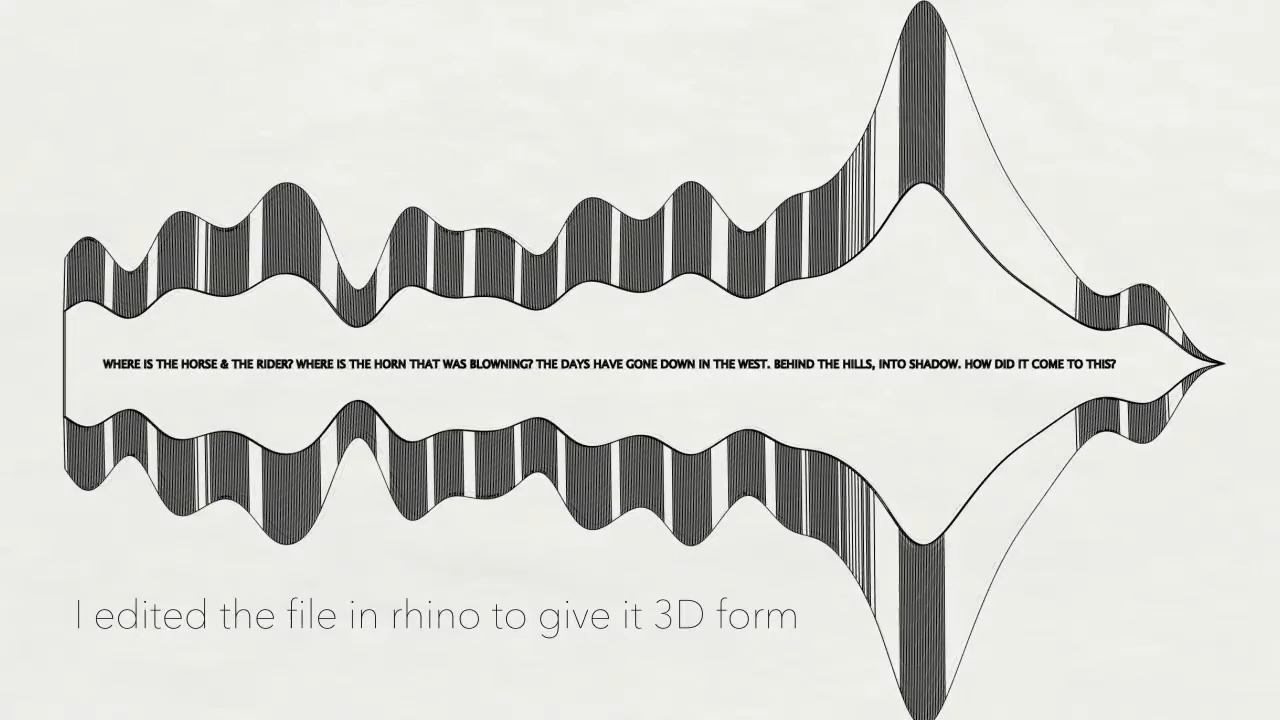 WHERE IS THE HORSE & THE RIDER? WHERE IS THE HORN THAT WAS BLOWNING? THE DAYS HAVE GONE DOWN IN THE WEST. BEHIND THE HILLS, INTO SHADOW. HOW DID IT COME TO THIS?
I edited the file in rhino to give it 3D form